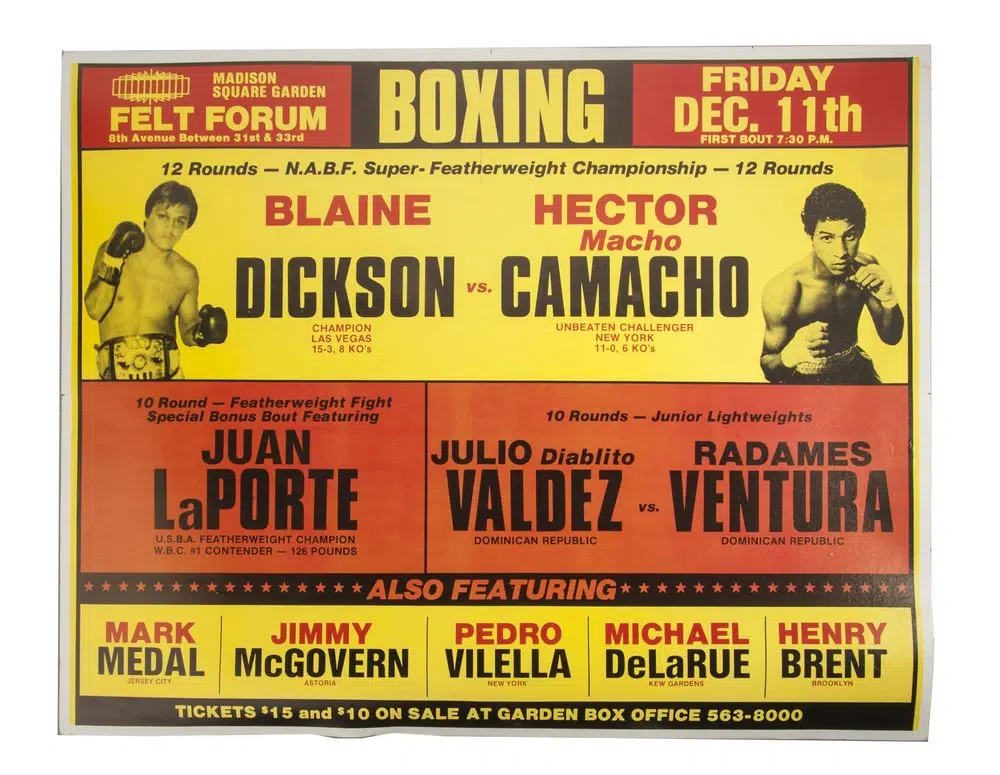 MADISON
SQUARE GARDEN
FELT FORUM
8th Avenue Between 31st & 33rd
BOXING
FRIDAY
DEC. 11th
FIRST BOUT 7:30 P.M.
12 Rounds — N.A.B.F. Super- Featherweight Championship — 12 Rounds
BLAINE
DICKSON
CHAMPION
LAS VEGAS
15-3, 8 KO's
vs.
HECTOR
Macho
CAMACHO
UNBEATEN CHALLENGER
NEW YORK
11-0, 6 KO's
10 Round — Featherweight Fight
Special Bonus Bout Featuring
JUAN
LaPORTE
U.S.B.A. FEATHERWEIGHT CHAMPION
W.B.C. #1 CONTENDER — 126 POUNDS
10 Rounds — Junior Lightweights
JULIO Diablito
VALDEZ
DOMINICAN REPUBLIC
vs.
RADAMES
VENTURA
DOMINICAN REPUBLIC
ALSO FEATURING
MARK
MEDAL
JERSEY CITY
JIMMY
McGOVERN
ASTORIA
PEDRO
VILELLA
NEW YORK
MICHAEL
DeLaRUE
KEW GARDENS
HENRY
BRENT
BROOKLYN
TICKETS $15 and $10 ON SALE AT GARDEN BOX OFFICE 563-8000